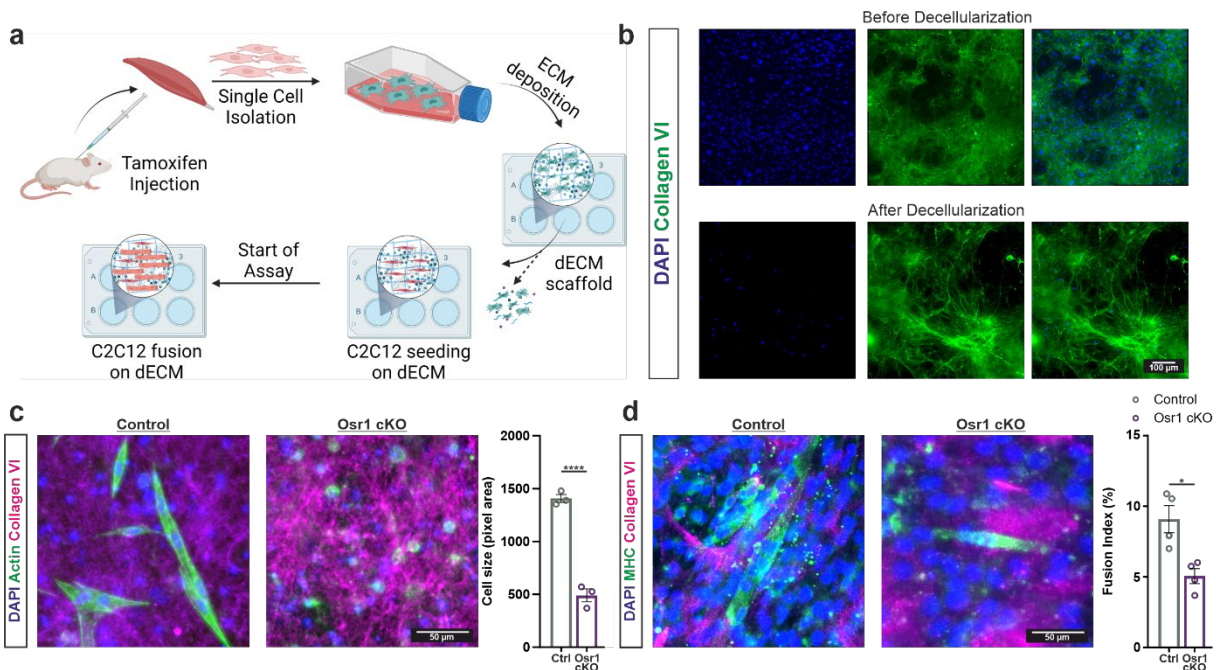 a
Single Cell
Isolation
Tamoxifen
Injection
ECM
deposition
3
A
B
dECM
scaffold
Start of
Assay
3
A
B
C2C12 seeding
on dECM
3
A
B
C2C12 fusion
on dECM
b
Before Decellularization
DAPI Collagen VI
After Decellularization
100 µm
c
Control
Osr1 cKO
DAPI Actin Collagen VI
50 µm
Cell size (pixel area)
2000
1500
1000
500
0
****
Ctrl
Osr1
cKO
d
Control
Osr1 cKO
DAPI MHC Collagen VI
50 µm
Control
Osr1 cKO
Fusion Index (%)
15
10
5
0
*
Ctrl
Osr1
cKO